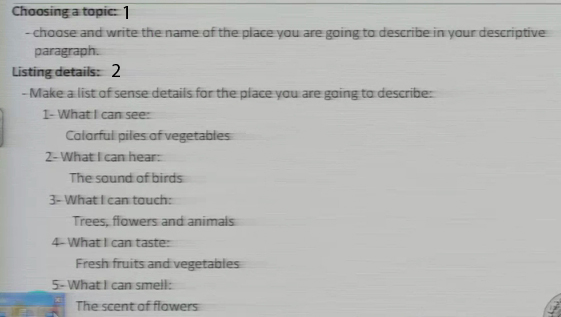 Choosing a topic: 1
- choose and write the name of the place you are going to describe in your descriptive
paragraph.
Listing details: 2
- Make a list of sense details for the place you are going to describe:
1- What I can see:
Colorful piles of vegetables
2- What I can hear:
The sound of birds
3- What I can touch:
Trees, flowers and animals
4- What I can taste:
Fresh fruits and vegetables
5- What I can smell:
The scent of flowers